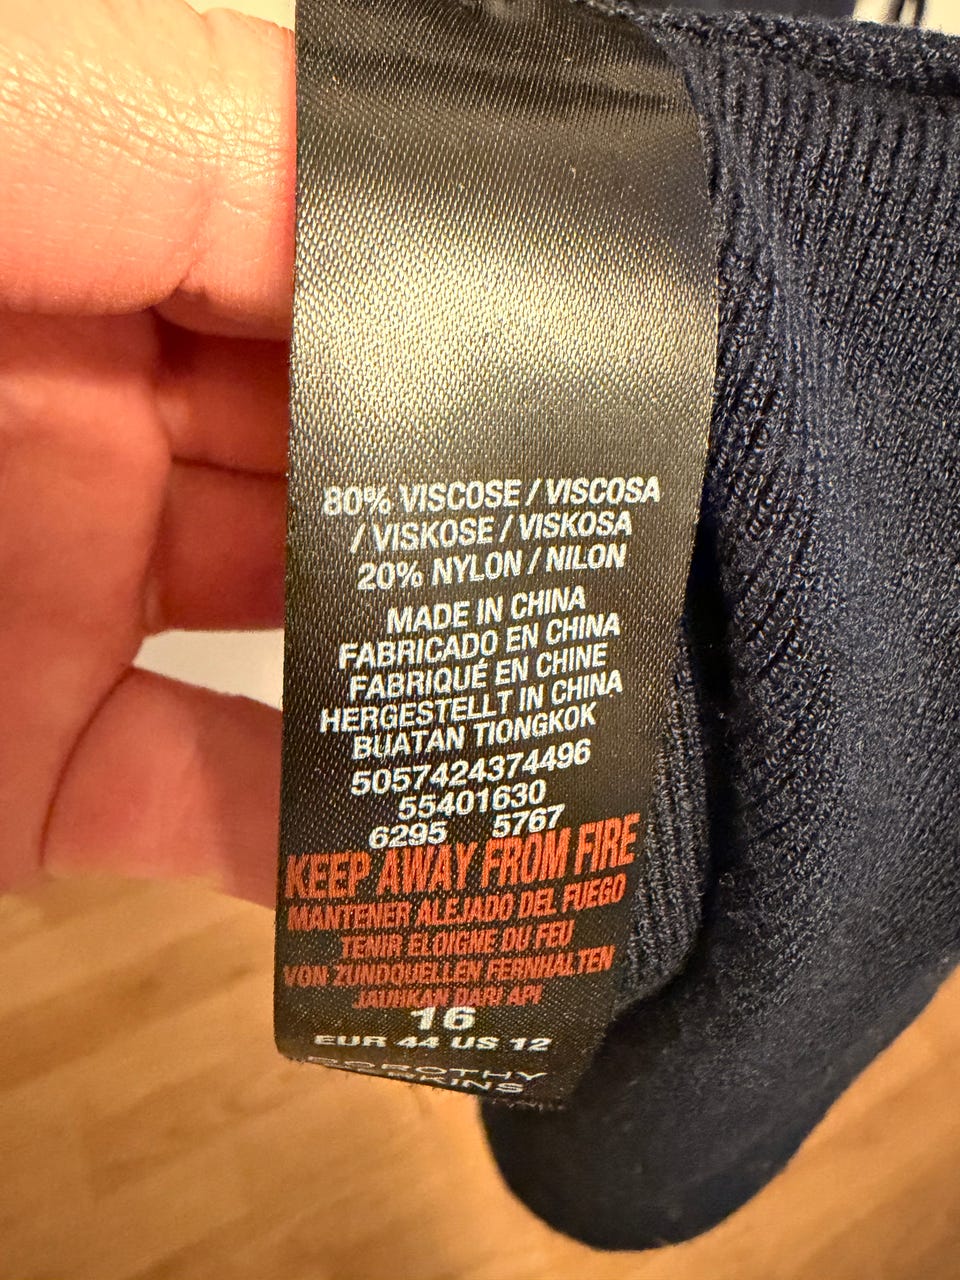 80% VISCOSE / VISCOSA
/ VISKOSE / VISKOSA
20% NYLON / NILON
MADE IN CHINA
FABRICADO EN CHINA
FABRIQUÉ EN CHINE
HERGESTELLT IN CHINA
BUATAN TIONGKOK
5057424374496
55401630
6295 5767
KEEP AWAY FROM FIRE
MANTENER ALEJADO DEL FUEGO
TENIR ELOIGNE DU FEU
VON ZUNDQUELLEN FERNHALTEN
JAUHKAN DARI API
16
EUR 44 US 12
DOROTHY
PERKINS